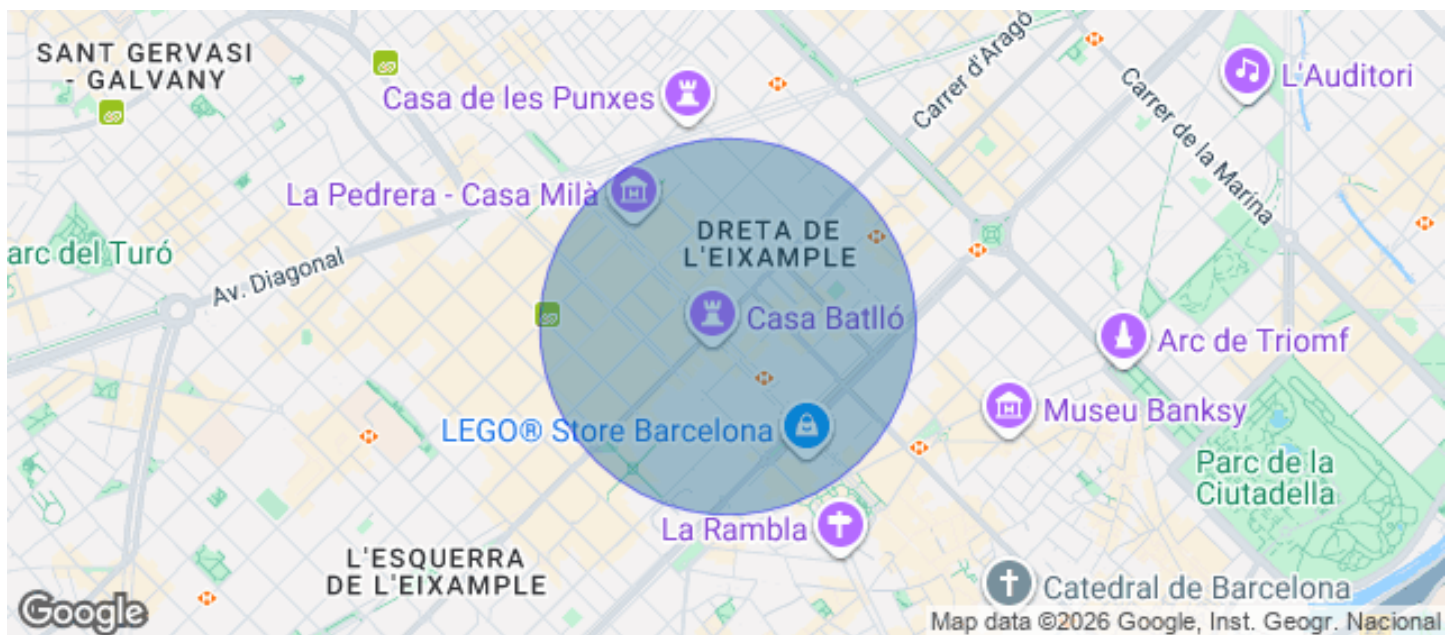 SANT GERVASI
- GALVANY
Casa de les Punxes
Carrer d'Aragó
Carrer de la Marina
L'Auditori
La Pedrera - Casa Milà
DRETA DE
L'EIXAMPLE
arc del Turó
Av. Diagonal
Casa Batlló
Arc de Triomf
LEGO® Store Barcelona
Museu Banksy
Parc de la
Ciutadella
La Rambla
L'ESQUERRA
DE L'EIXAMPLE
Catedral de Barcelona
Google
Map data ©2026 Google, Inst. Geogr. Nacional